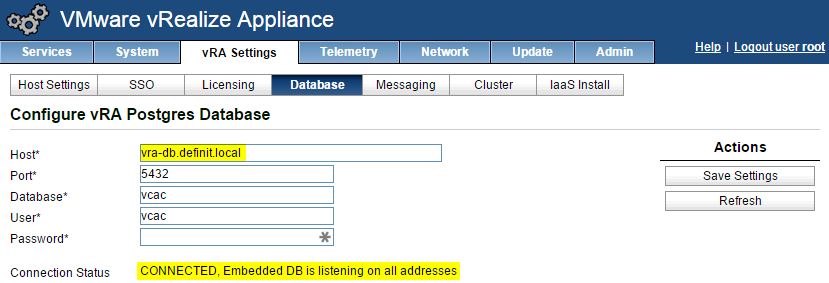 VMware vRealize Appliance
Services System vRA Settings Telemetry Network Update Admin Help | Logout user root
Host Settings SSO Licensing Database Messaging Cluster IaaS Install
Configure vRA Postgres Database
Actions
Host* vra-db.definit.local
Port* 5432
Save Settings
Database* vcac
Refresh
User* vcac
Password*
Connection Status CONNECTED, Embedded DB is listening on all addresses